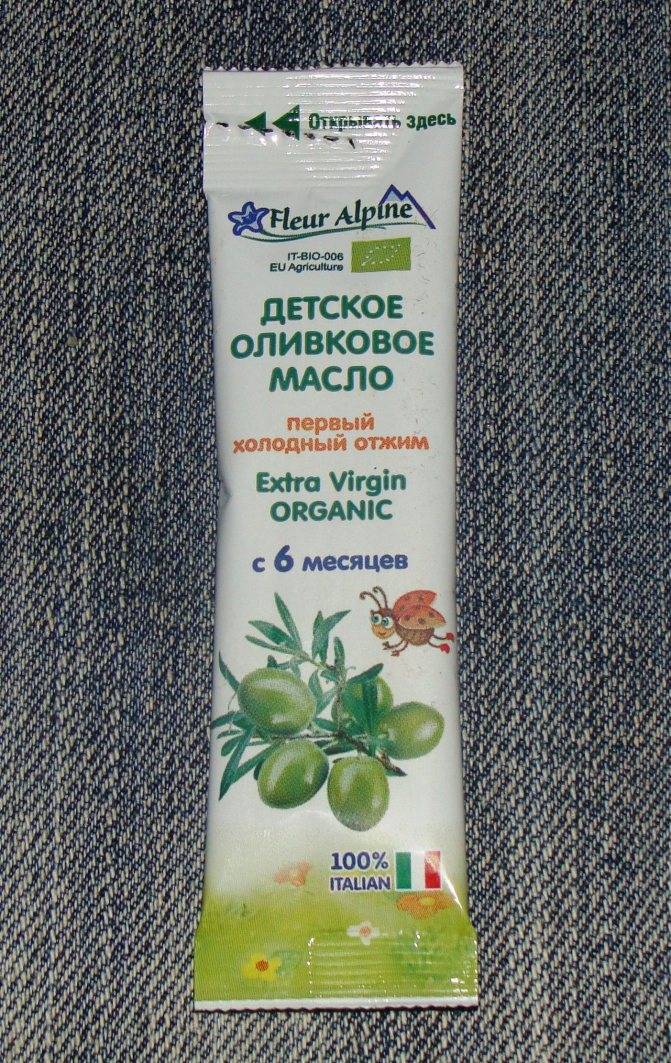 Открывать здесь
Fleur Alpine
IT-BIO-006
EU Agriculture
ДЕТСКОЕ
ОЛИВКОВОЕ
МАСЛО
первый
холодный отжим
Extra Virgin
ORGANIC
с 6 месяцев
100%
ITALIAN